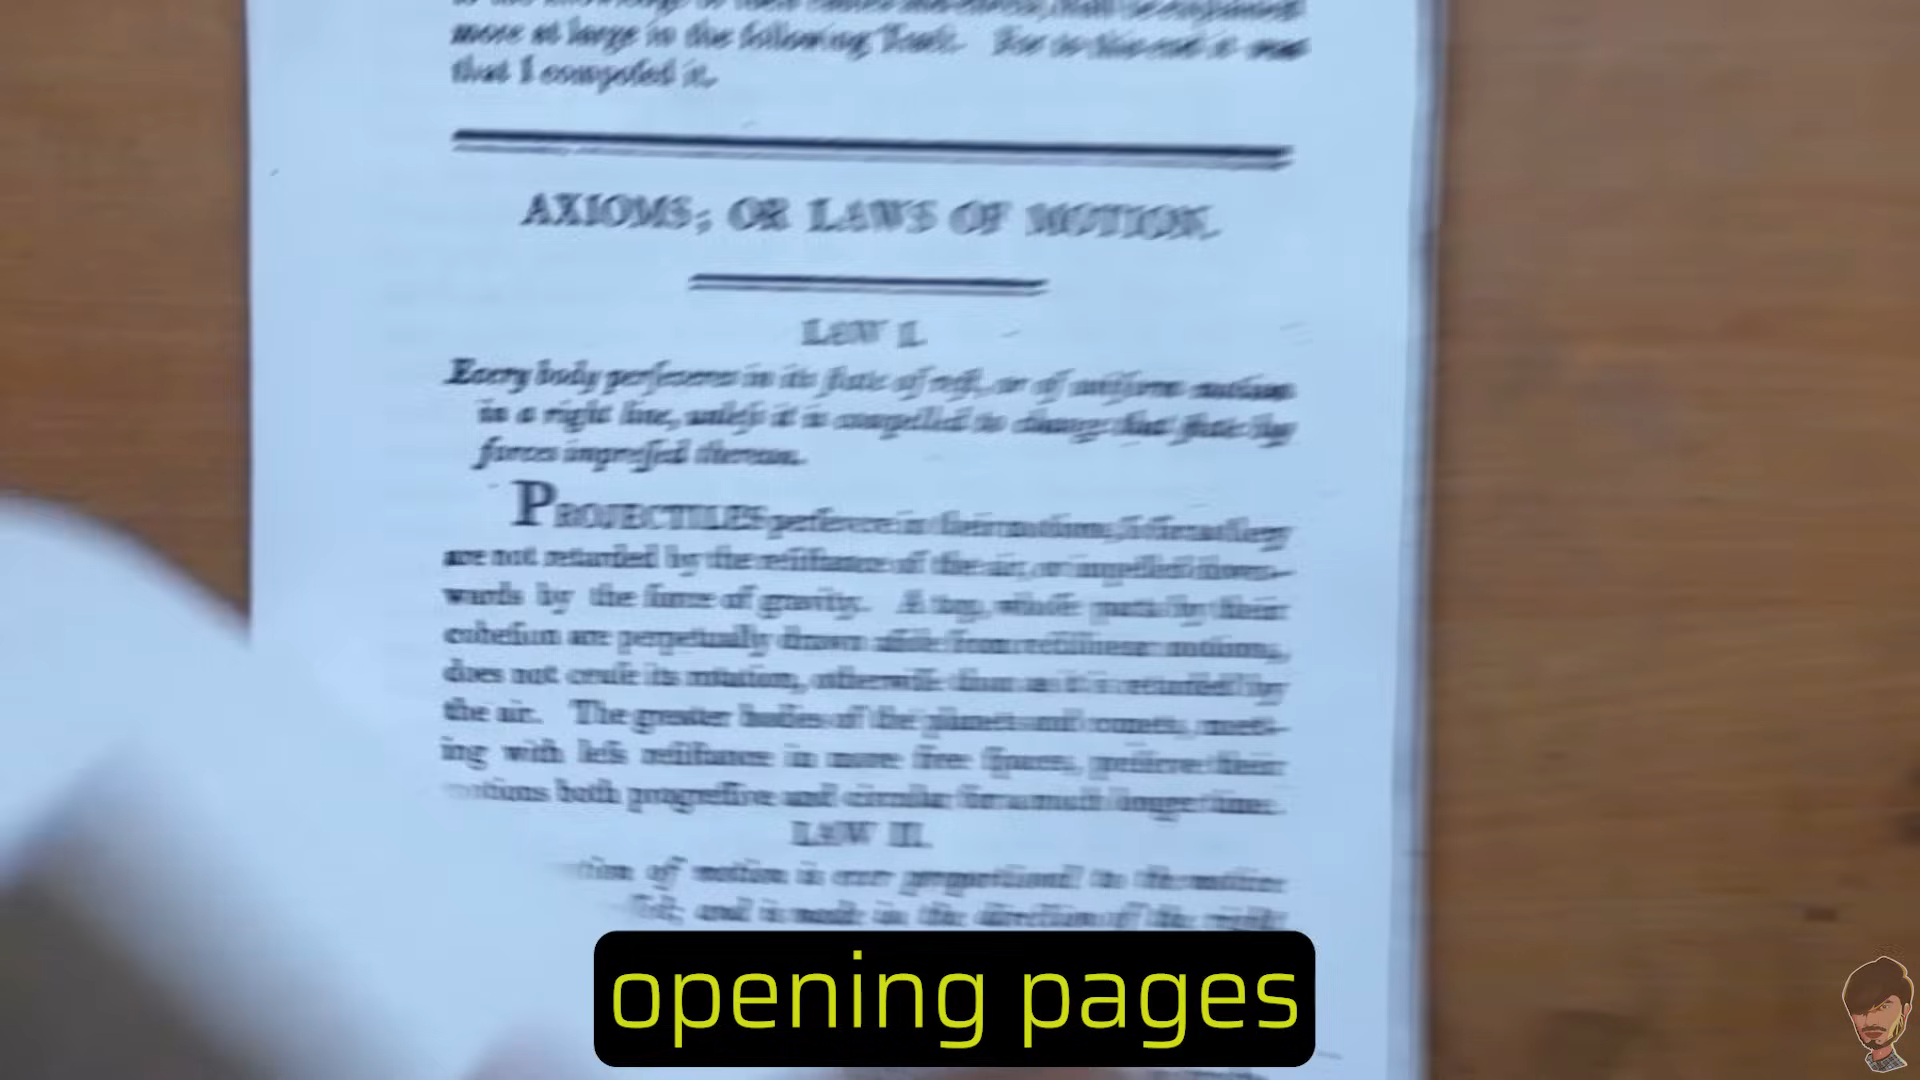 more at large in the following Tract. For to this end it was
that I compoſed it.
AXIOMS; OR LAWS OF MOTION.
LAW I.
Every body perſeveres in its ſtate of reſt, or of uniform motion
in a right line, unleſs it is compelled to change that ſtate by
forces impreſſed thereon.
PROJECTILES perſevere in their motions, ſo far as they
are not retarded by the reſiſtance of the air, or impelled down-
wards by the force of gravity. A top, whoſe parts by their
coheſion are perpetually drawn aſide from rectilinear motions,
does not ceaſe its rotation, otherwiſe than as it is retarded by
the air. The greater bodies of the planets and comets, meet-
ing with leſs reſiſtance in more free ſpaces, preſerve their
motions both progreſſive and circular for a much longer time.
LAW II.
of motion is ever proportional to the motive
and is made in the direction of the right
opening pages